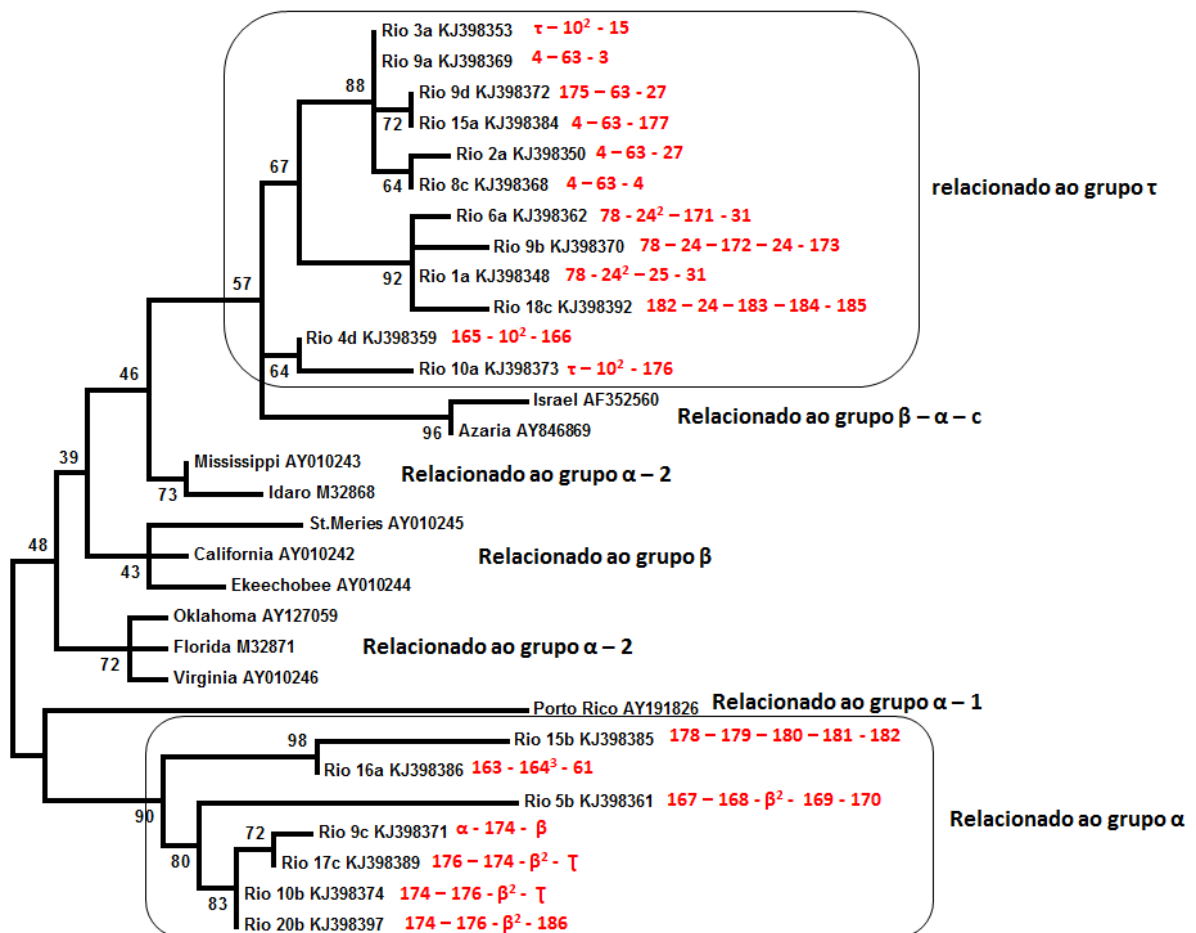 Rio 3a KJ398353 τ – 10² - 15
Rio 9a KJ398369 4 – 63 - 3
88
Rio 9d KJ398372 175 – 63 - 27
72
Rio 15a KJ398384 4 – 63 - 177
Rio 2a KJ398350 4 – 63 - 27
67
64
Rio 8c KJ398368 4 – 63 - 4
relacionado ao grupo τ
Rio 6a KJ398362 78 - 24² – 171 - 31
Rio 9b KJ398370 78 – 24 – 172 – 24 - 173
92
Rio 1a KJ398348 78 - 24² – 25 - 31
57
Rio 18c KJ398392 182 – 24 – 183 – 184 - 185
Rio 4d KJ398359 165 - 10² - 166
64
Rio 10a KJ398373 τ – 10² - 176
46
Israel AF352560
Relacionado ao grupo β – α – c
96
Azaria AY846869
39
Mississippi AY010243
Relacionado ao grupo α – 2
73
Idaro M32868
St.Meries AY010245
48
California AY010242
Relacionado ao grupo β
43
Ekeechobee AY010244
Oklahoma AY127059
Florida M32871
Relacionado ao grupo α – 2
72
Virginia AY010246
Porto Rico AY191826
Relacionado ao grupo α – 1
98
Rio 15b KJ398385 178 – 179 – 180 – 181 - 182
Rio 16a KJ398386 163 - 164³ - 61
90
Rio 5b KJ398361 167 – 168 - β² - 169 - 170
Relacionado ao grupo α
72
Rio 9c KJ398371 α - 174 - β
80
Rio 17c KJ398389 176 – 174 - β² - Ʈ
83
Rio 10b KJ398374 174 – 176 - β² - Ʈ
Rio 20b KJ398397 174 – 176 - β² - 186